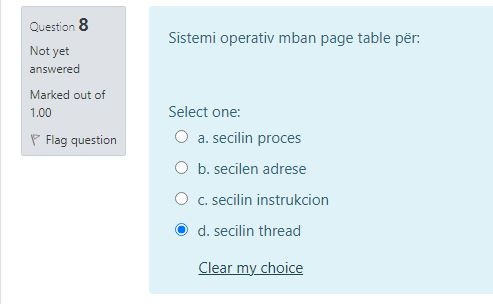 Question 8
Not yet
answered
Marked out of
1.00
Flag question
Sistemi operativ mban page table për:
Select one:
a. secilin proces
b. secilen adrese
c. secilin instrukcion
d. secilin thread
Clear my choice